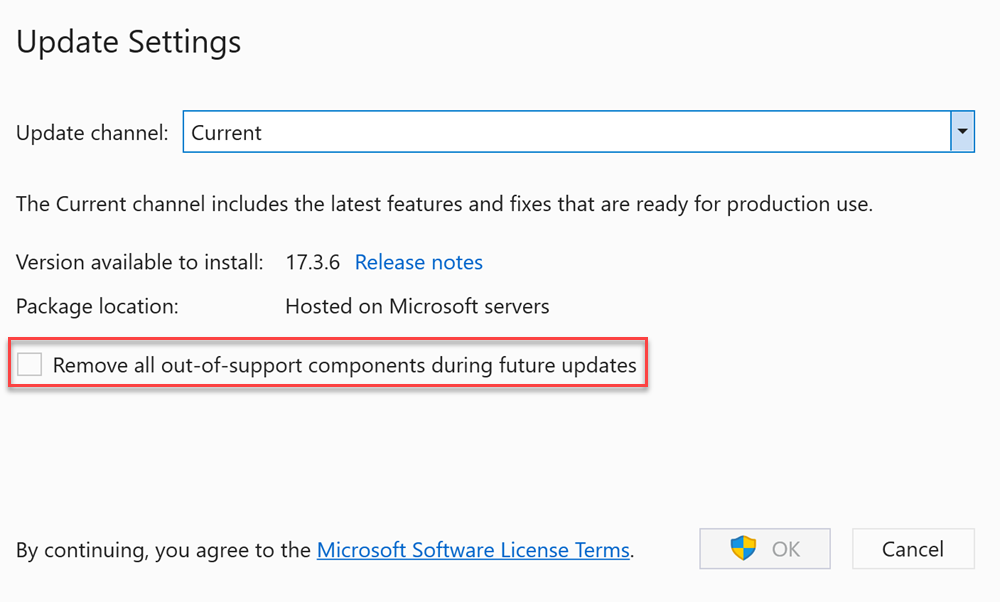 Update Settings
Update channel: Current
The Current channel includes the latest features and fixes that are ready for production use.
Version available to install: 17.3.6 Release notes
Package location: Hosted on Microsoft servers
Remove all out-of-support components during future updates
By continuing, you agree to the Microsoft Software License Terms. OK Cancel